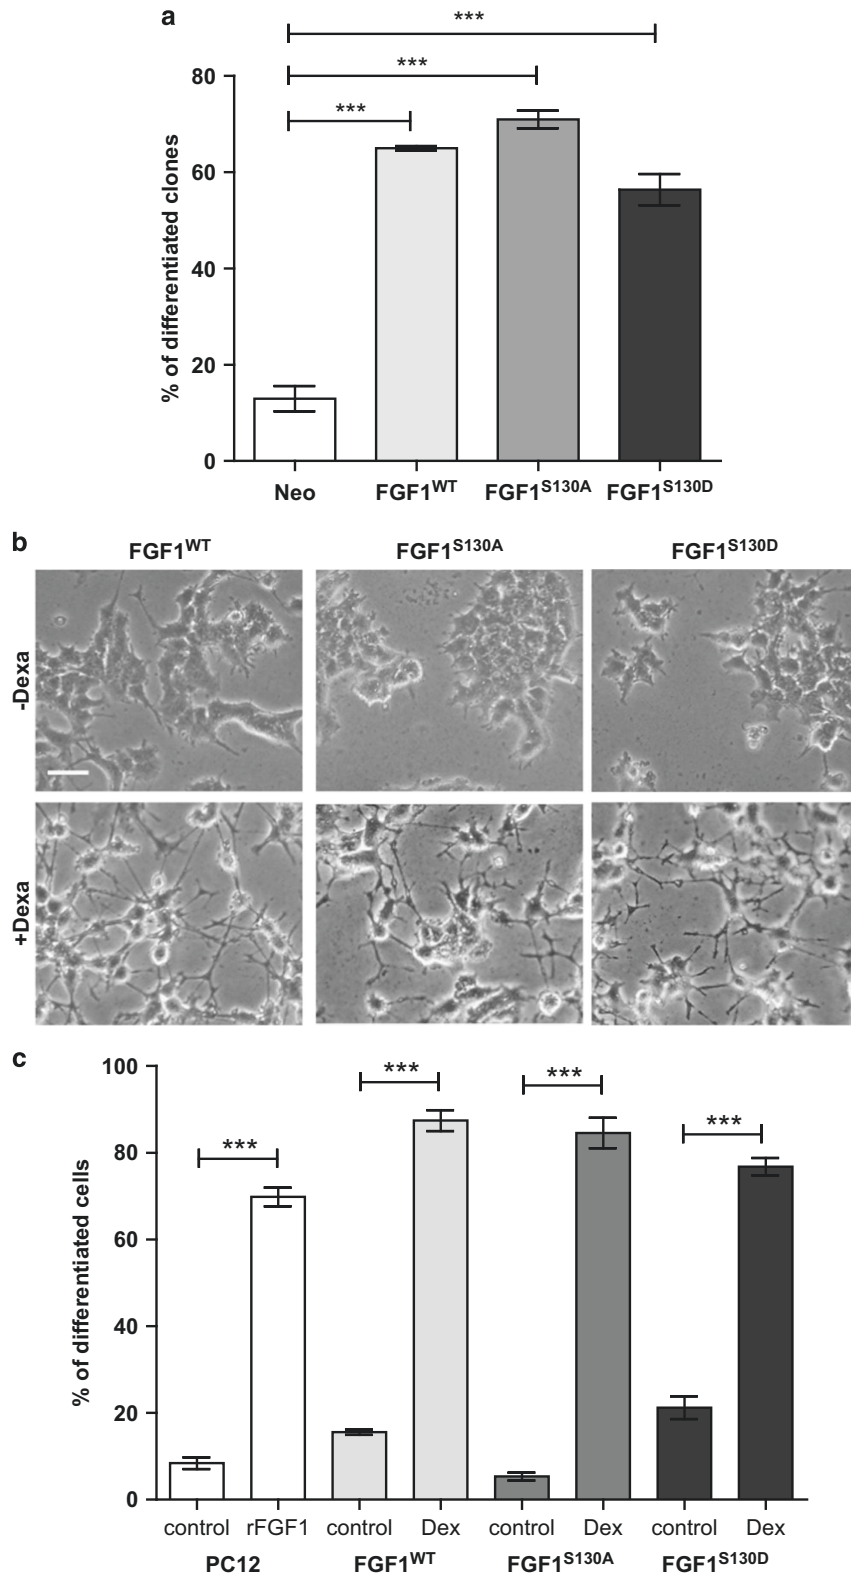 a
***
***
***
80
60
40
20
0
% of differentiated clones
Neo FGF1WT FGF1S130A FGF1S130D
b
FGF1WT FGF1S130A FGF1S130D
-Dexa
+Dexa
c
100
80
60
40
20
0
% of differentiated cells
*** *** *** ***
control rFGF1 control Dex control Dex control Dex
PC12 FGF1WT FGF1S130A FGF1S130D